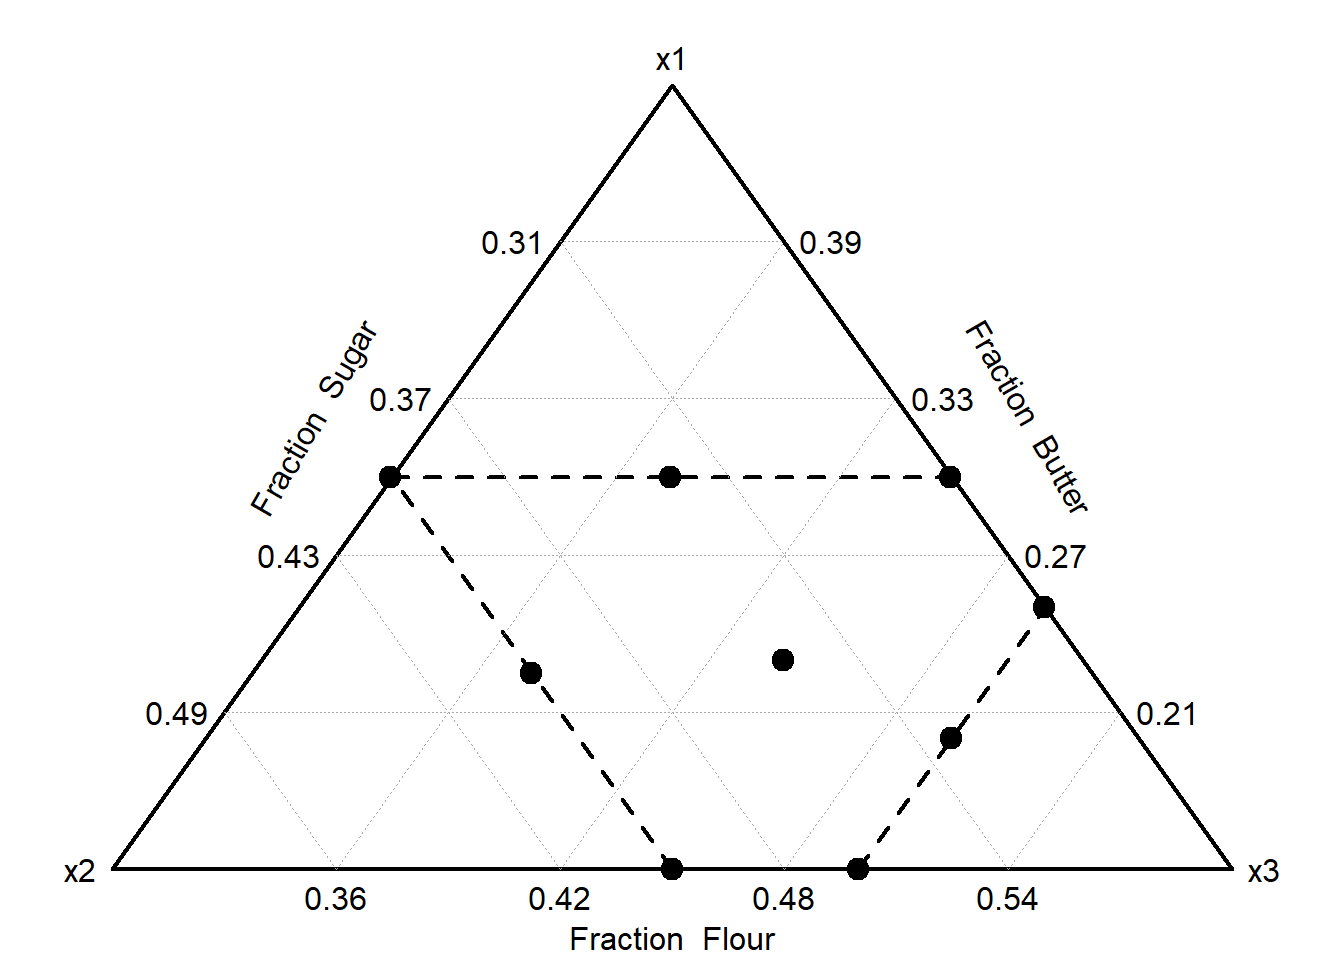 x1
0.31
0.39
Fraction Sugar
Fraction Butter
0.37
0.33
0.43
0.27
0.49
0.21
x2
x3
0.36
0.42
0.48
0.54
Fraction Flour